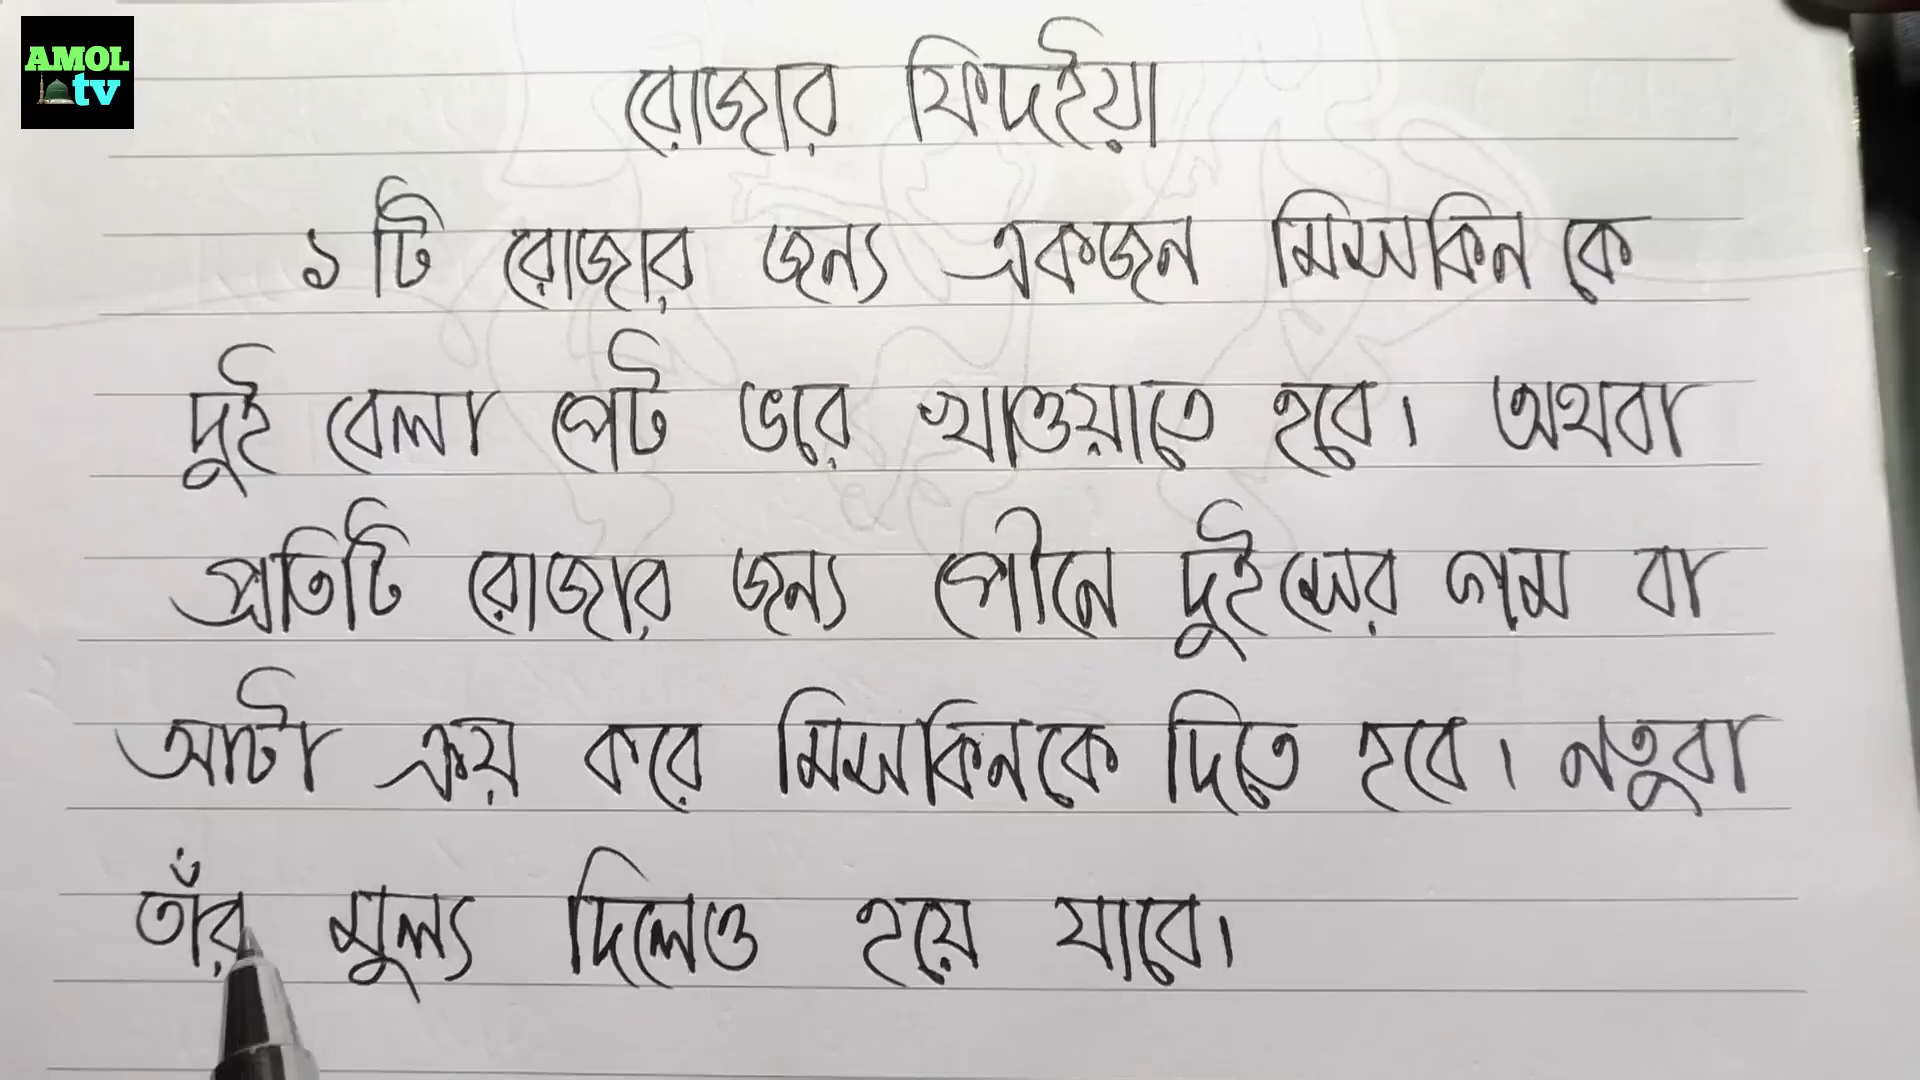 AMOL
tv
রোজার ফিদইয়া
১টি রোজার জন্য একজন মিসকিন কে
দুই বেলা পেট ভরে খাওয়াতে হবে। অথবা
প্রতিটি রোজার জন্য পৌনে দুইসের গম বা
আটা ক্রয় করে মিসকিনকে দিতে হবে। নতুবা
তাঁর মুল্য দিলেও হয়ে যাবে।